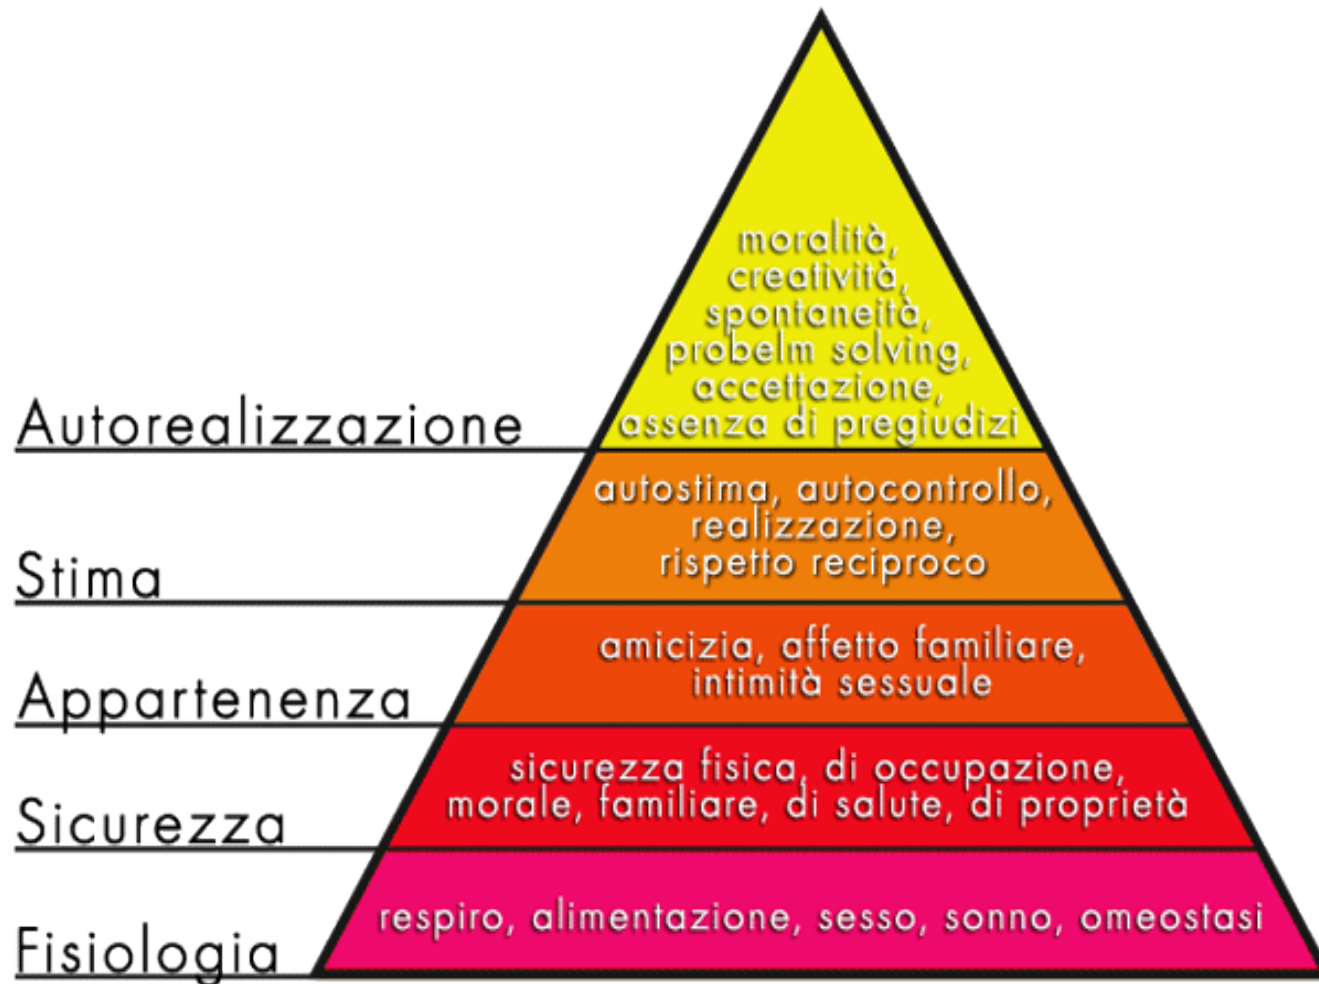 moralità,
creatività,
spontaneità,
probelm solving,
accettazione,
assenza di pregiudizi
Autorealizzazione
autostima, autocontrollo,
realizzazione,
rispetto reciproco
Stima
amicizia, affetto familiare,
intimità sessuale
Appartenenza
sicurezza fisica, di occupazione,
morale, familiare, di salute, di proprietà
Sicurezza
respiro, alimentazione, sesso, sonno, omeostasi
Fisiologia